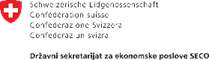 Schweizerische Eidgenossenschaft
Confédération suisse
Confederazione Svizzera
Confederaziun svizra
Državni sekretarijat za ekonomske poslove SECO